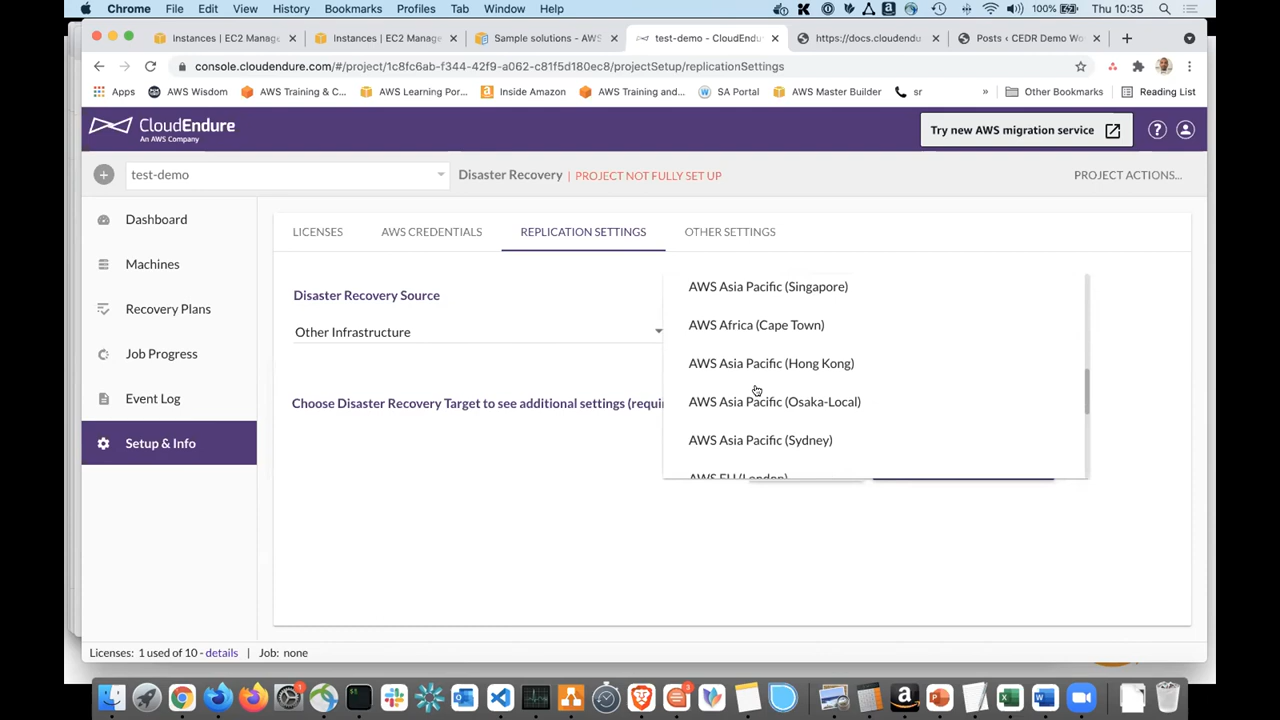 Chrome File Edit View History Bookmarks Profiles Tab Window Help 100% Thu 10:35
Instances | EC2 Manage Instances | EC2 Manage Sample solutions - AWS test-demo - CloudEndu https://docs.cloudendu Posts ‹ CEDR Demo Wo
console.cloudendure.com/#/project/1c8fc6ab-f344-42f9-a062-c81f5d180ec8/projectSetup/replicationSettings
Apps AWS Wisdom AWS Training & C... AWS Learning Por... Inside Amazon AWS Training and... SA Portal AWS Master Builder sr » Other Bookmarks Reading List
CloudEndure
An AWS Company
Try new AWS migration service
test-demo Disaster Recovery | PROJECT NOT FULLY SET UP PROJECT ACTIONS...
Dashboard
Machines
Recovery Plans
Job Progress
Event Log
Setup & Info
LICENSES AWS CREDENTIALS REPLICATION SETTINGS OTHER SETTINGS
Disaster Recovery Source
Other Infrastructure
Choose Disaster Recovery Target to see additional settings (requi
AWS Asia Pacific (Singapore)
AWS Africa (Cape Town)
AWS Asia Pacific (Hong Kong)
AWS Asia Pacific (Osaka-Local)
AWS Asia Pacific (Sydney)
AWS EU (London)
Licenses: 1 used of 10 - details | Job: none